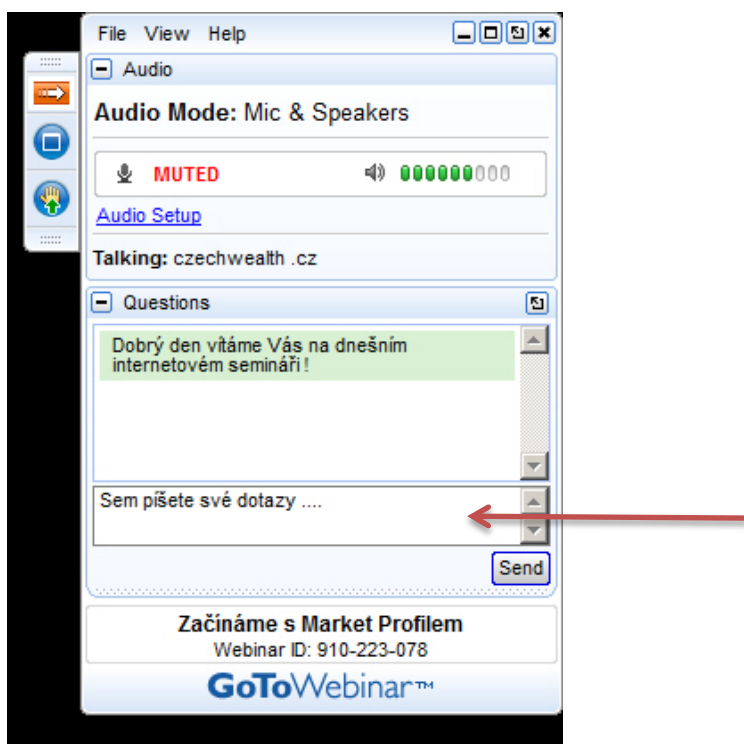 File View Help
Audio
Audio Mode: Mic & Speakers
MUTED
Audio Setup
Talking: czechwealth .cz
Questions
Dobrý den vítáme Vás na dnešním
internetovém semináři !
Sem píšete své dotazy ....
Send
Začínáme s Market Profilem
Webinar ID: 910-223-078
GoToWebinar™